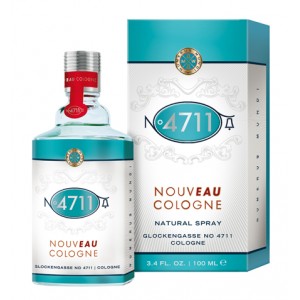 No 4711
NOUVEAU
COLOGNE
GLOCKENGASSE NO 4711 | COLOGNE
No 4711
NOUVEAU
COLOGNE
NATURAL SPRAY
GLOCKENGASSE NO 4711
COLOGNE
3.4 FL. OZ. | 100 ML ℮